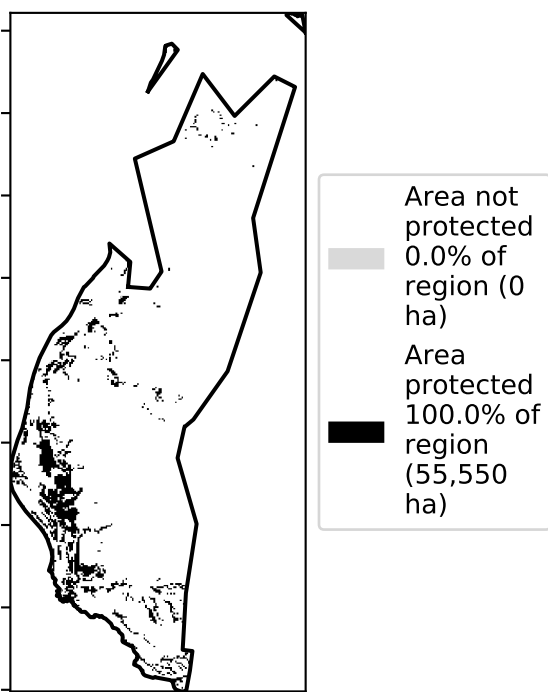 Area not
protected
0.0% of
region (0
ha)
Area
protected
100.0% of
region
(55,550
ha)